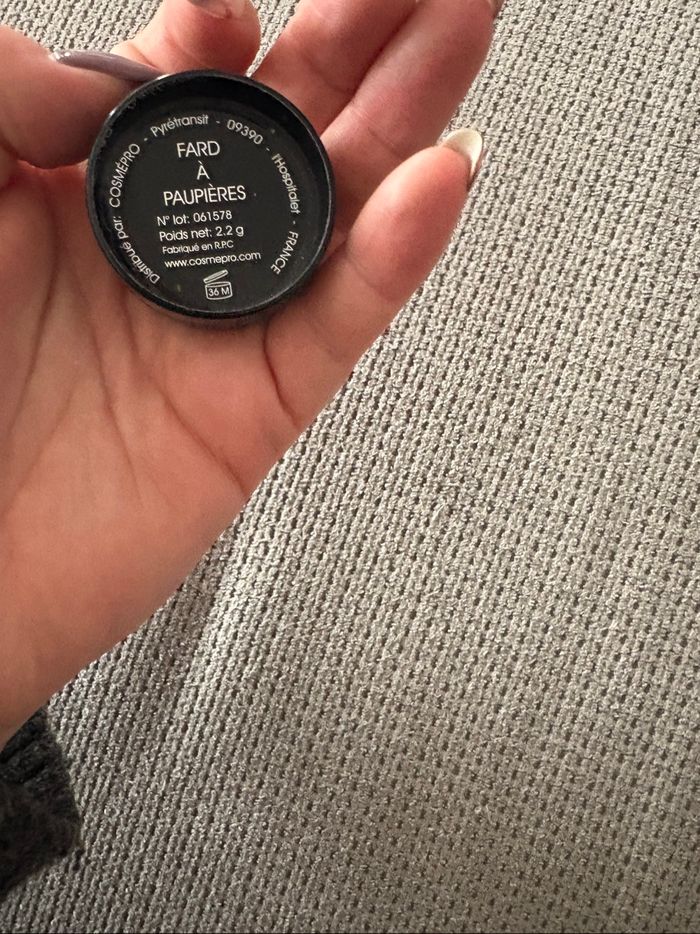 Distribué par: COSMÉPRO - Pyrétransit - 09390 - l'Hospitalet - FRANCE
FARD
À
PAUPIÈRES
N° lot: 061578
Poids net: 2.2 g
Fabriqué en R.P.C
www.cosmepro.com
36 M